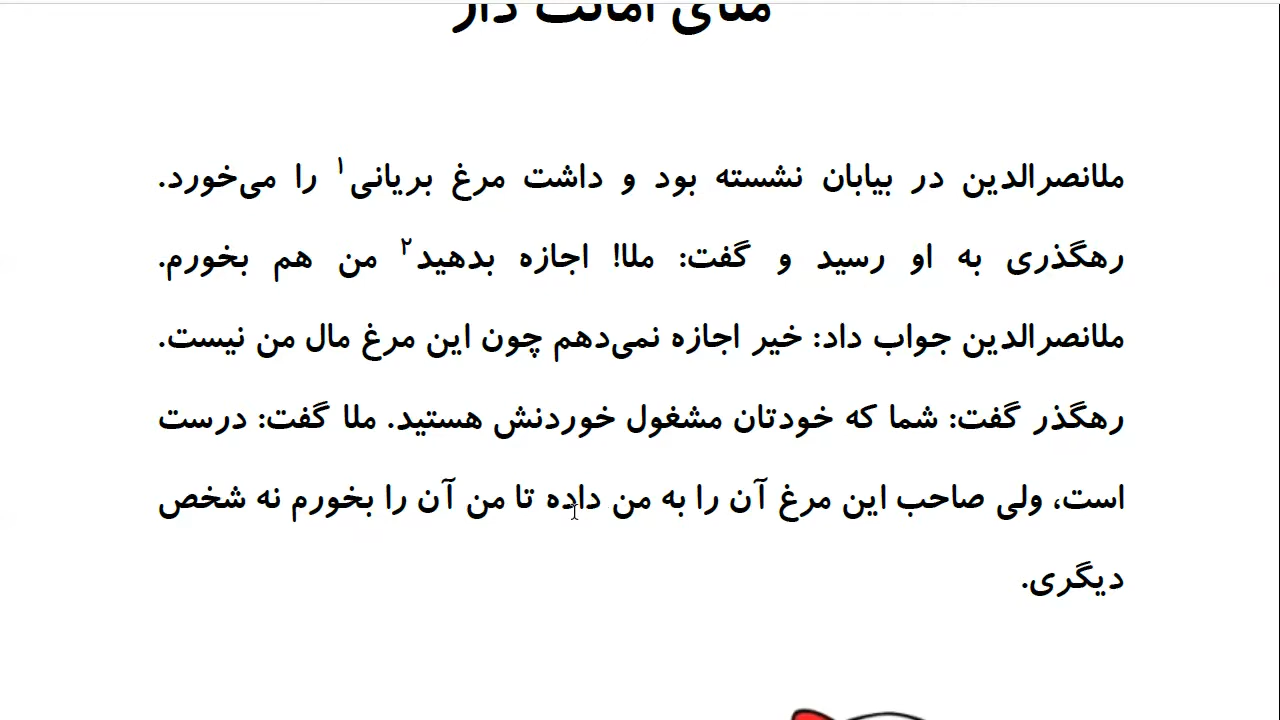 ملای امانت دار
ملانصرالدین در بیابان نشسته بود و داشت مرغ بریانی۱ را می‌خورد.
رهگذری به او رسید و گفت: ملا! اجازه بدهید۲ من هم بخورم.
ملانصرالدین جواب داد: خیر اجازه نمی‌دهم چون این مرغ مال من نیست.
رهگذر گفت: شما که خودتان مشغول خوردنش هستید. ملا گفت: درست
است، ولی صاحب این مرغ آن را به من داده تا من آن را بخورم نه شخص
دیگری.